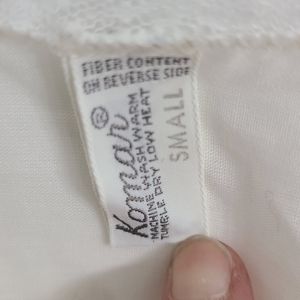 FIBER CONTENT
ON REVERSE SIDE
Komar®
MACHINE WASH WARM
TUMBLE DRY LOW HEAT
SMALL